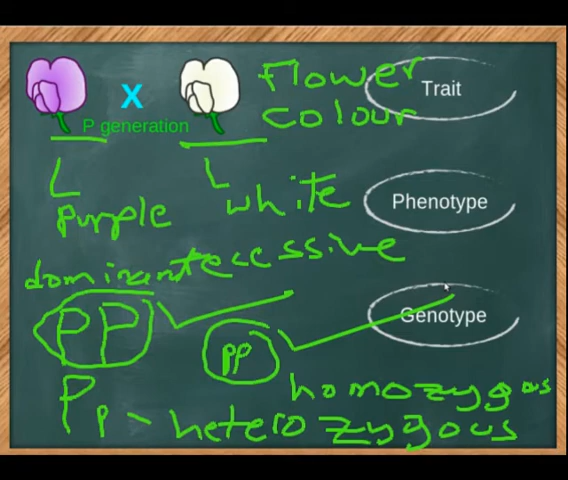 Flower
Trait
X
colour
P generation
L
L
purple
white
Phenotype
dominant recessive
PP
pp
Genotype
homozygous
Pp - heterozygous